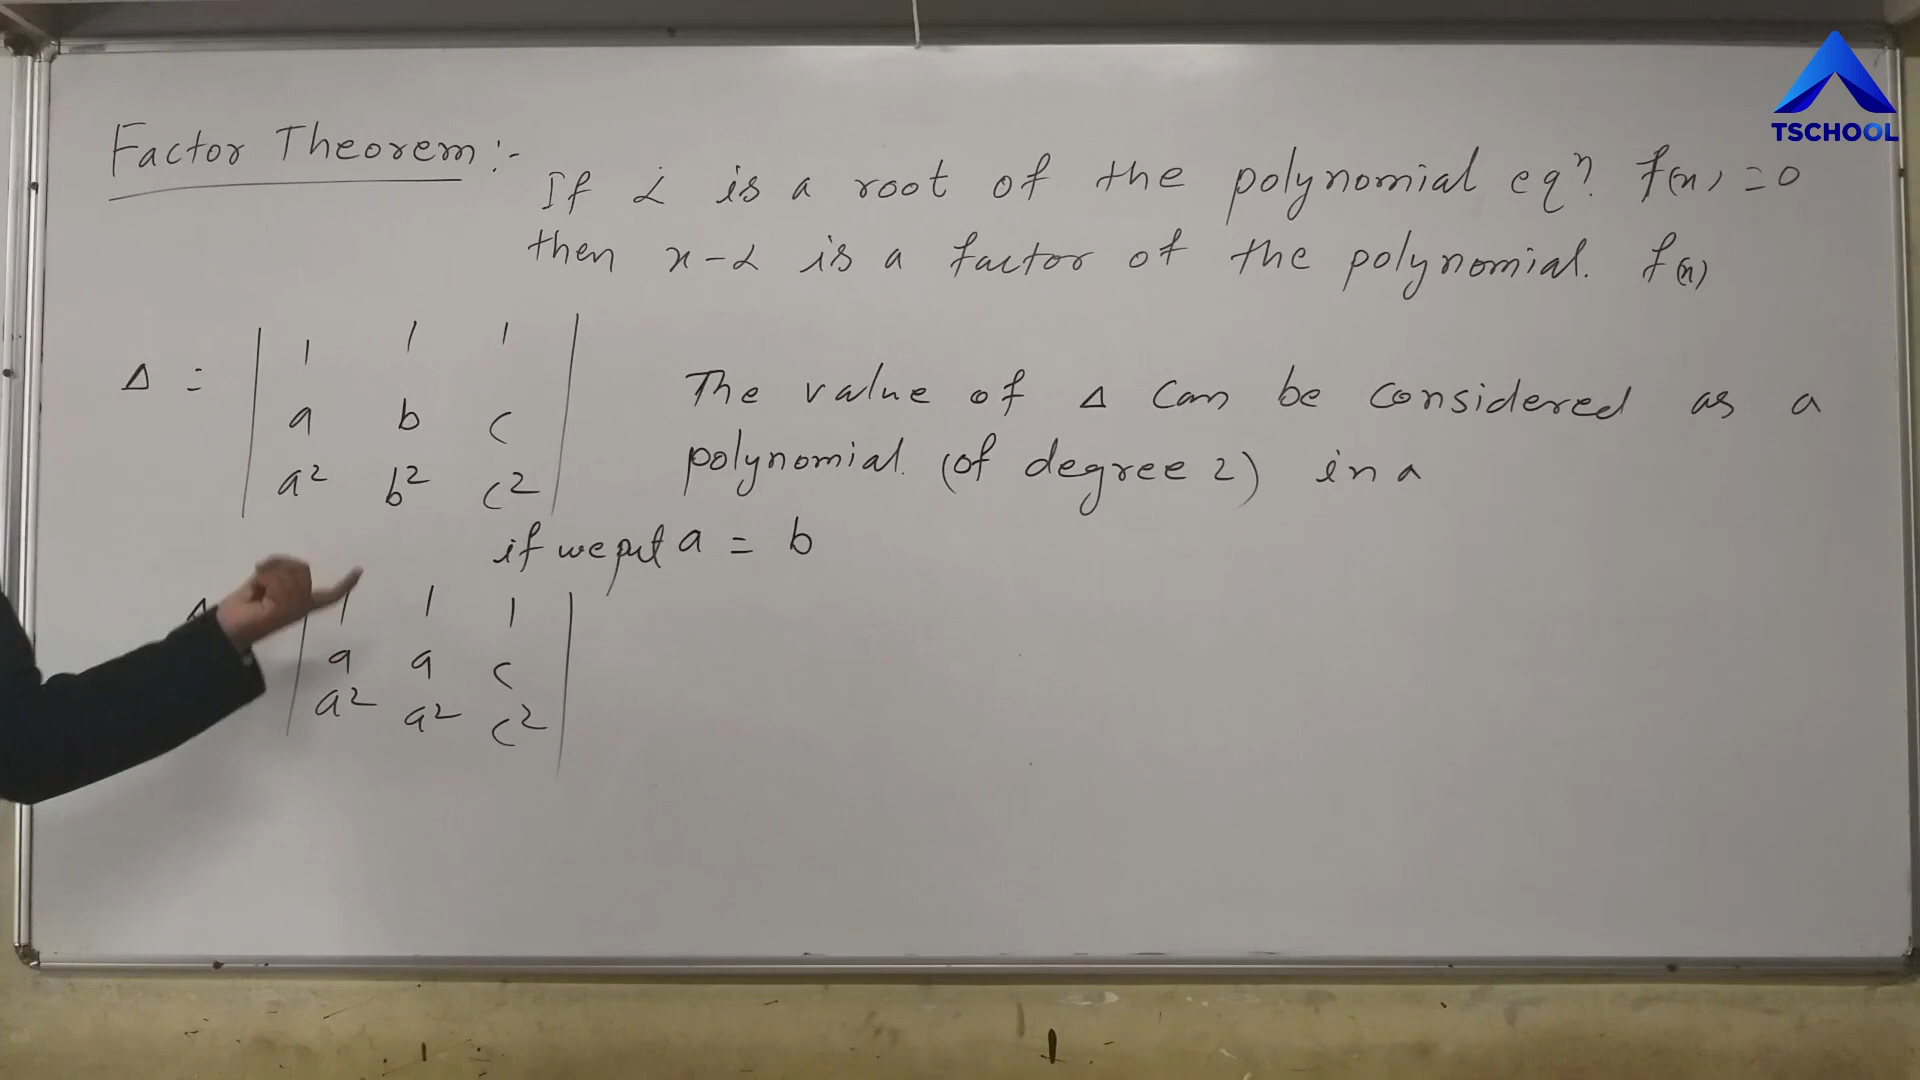 TSCHOOL
Factor Theorem :-
If α is a root of the polynomial eqⁿ. f(x) = 0
then x-α is a factor of the polynomial. f(x)
Δ = | 1 1 1 |
| a b c |
| a² b² c² |
The value of Δ can be considered as a
polynomial. (of degree 2) in a
if we put a = b
| 1 1 1 |
| a a c |
| a² a² c² |